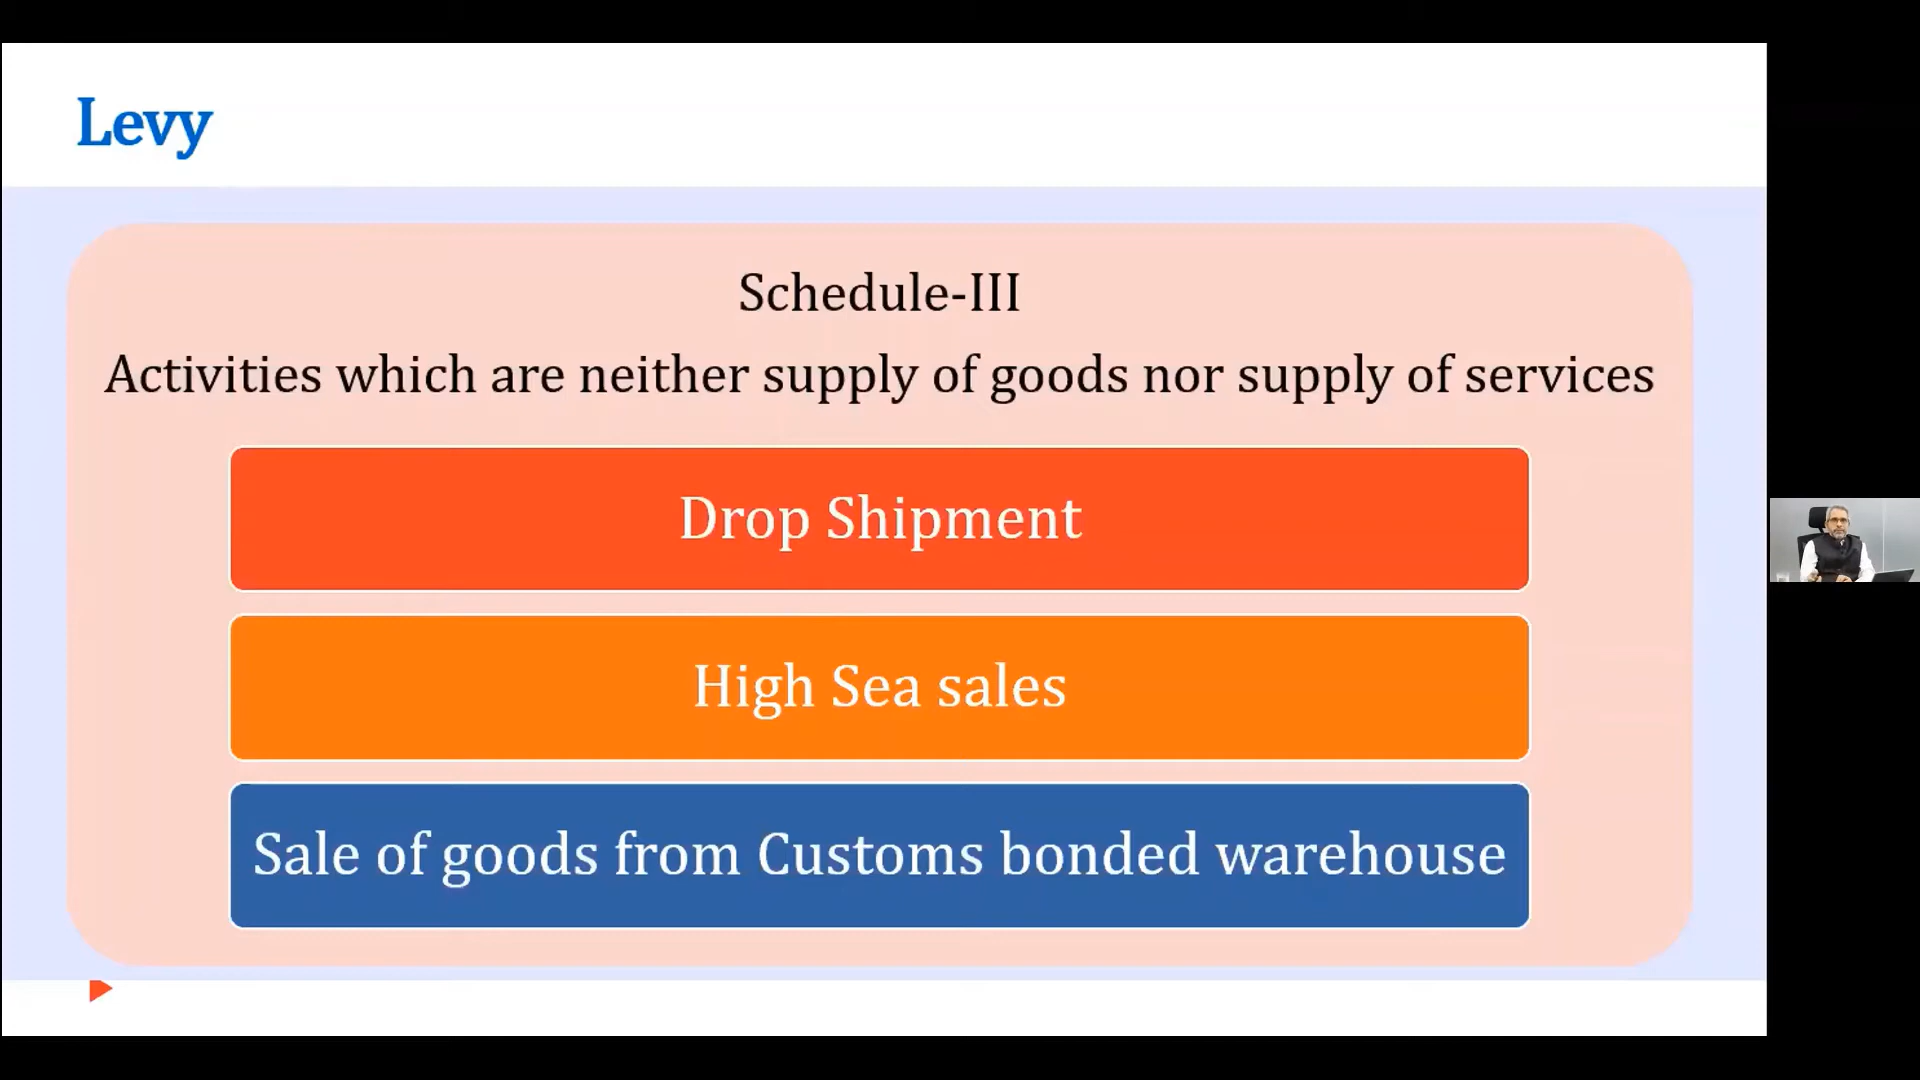 Levy
Schedule-III
Activities which are neither supply of goods nor supply of services
Drop Shipment
High Sea sales
Sale of goods from Customs bonded warehouse